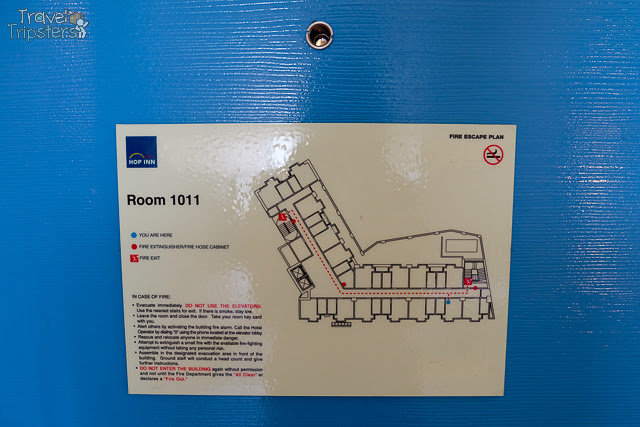 Travel
Tripsters
HOP INN
FIRE ESCAPE PLAN
Room 1011
YOU ARE HERE
FIRE EXTINGUISHER/FIRE HOSE CABINET
FIRE EXIT
IN CASE OF FIRE:
• Evacuate immediately. DO NOT USE THE ELEVATORS.
Use the nearest stairs for exit. If there is smoke, stay low.
• Leave the room and close the door. Take your room key card
with you.
• Alert others by activating the building fire alarm. Call the Hotel
Operator by dialing "0" using the phone located at the elevator lobby.
• Rescue and relocate anyone in immediate danger.
• Attempt to extinguish a small fire with the available fire-fighting
equipment without taking any personal risk.
• Assemble in the designated evacuation area in front of the
building. Ground staff will conduct a head count and give
further instructions.
• DO NOT ENTER THE BUILDING again without permission
and not until the Fire Department gives the "All Clear" or
declares a "Fire Out."